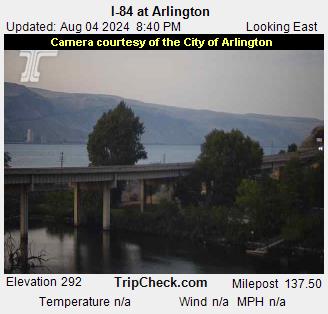 I-84 at Arlington
Updated: Aug 04 2024 8:40 PM Looking East
Camera courtesy of the City of Arlington
Elevation 292 TripCheck.com Milepost 137.50
Temperature n/a Wind n/a MPH n/a